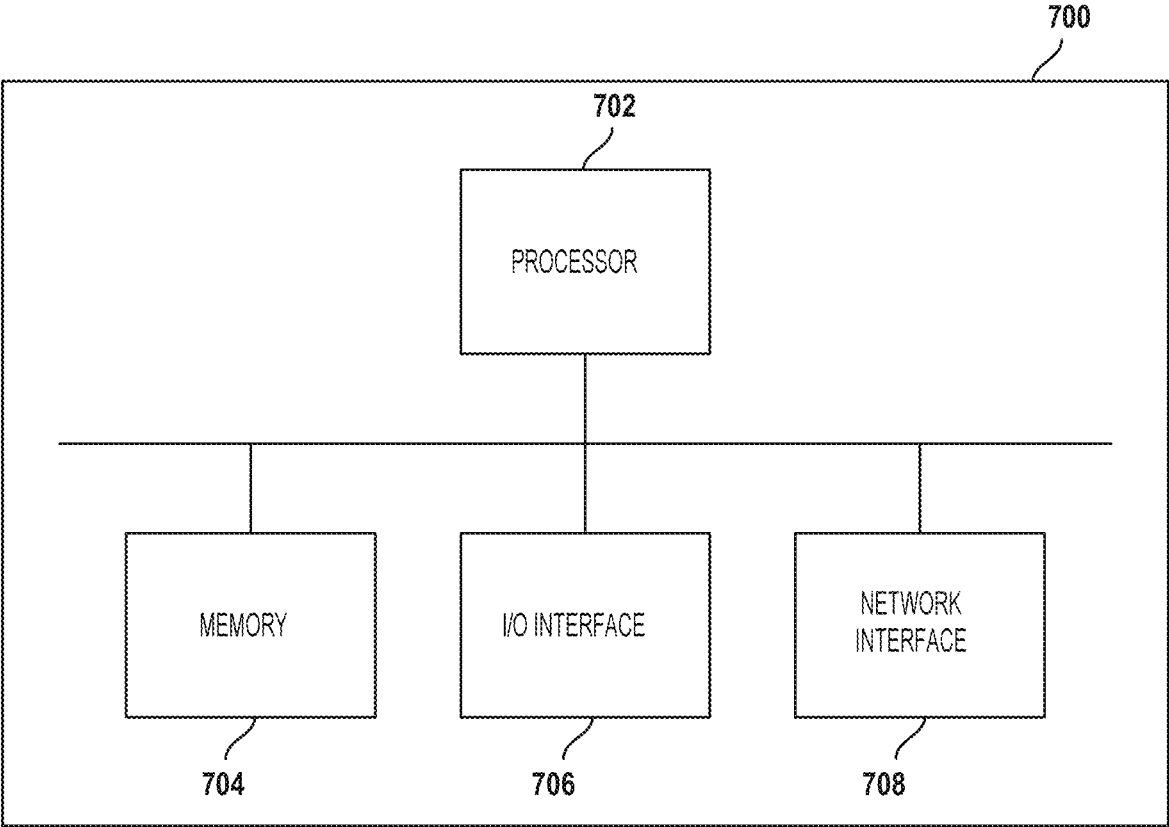 700
702
PROCESSOR
MEMORY
I/O INTERFACE
NETWORK
INTERFACE
704
706
708